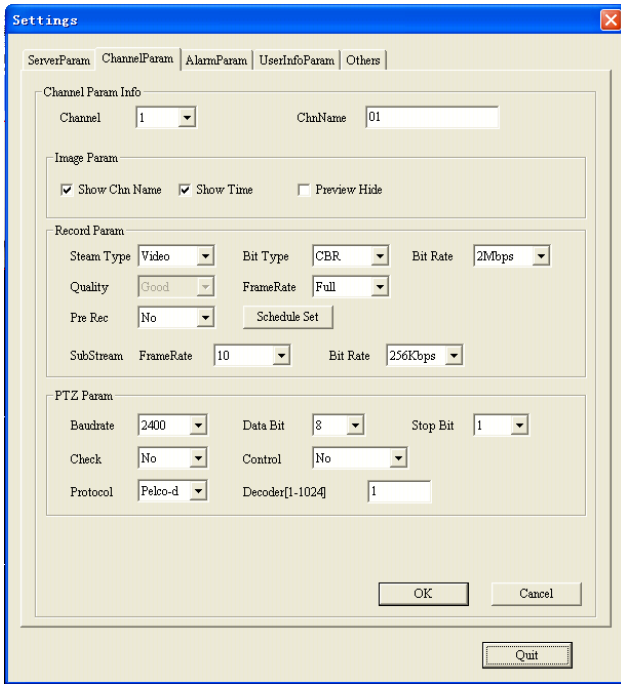 Settings
ServerParam ChannelParam AlarmParam UserInfoParam Others
Channel Param Info
Channel 1 ChnName 01
Image Param
Show Chn Name Show Time Preview Hide
Record Param
Steam Type Video Bit Type CBR Bit Rate 2Mbps
Quality Good FrameRate Full
Pre Rec No Schedule Set
SubStream FrameRate 10 Bit Rate 256Kbps
PTZ Param
Baudrate 2400 Data Bit 8 Stop Bit 1
Check No Control No
Protocol Pelco-d Decoder[1-1024] 1
OK Cancel
Quit